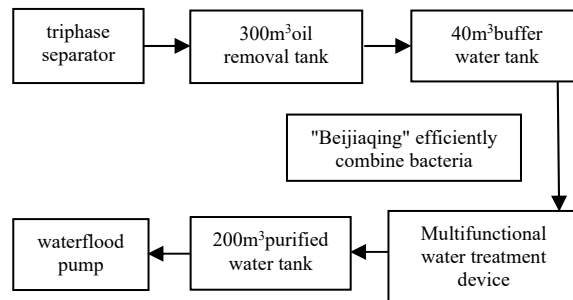 triphase
separator
300m³oil
removal tank
40m³buffer
water tank
"Beijiaqing" efficiently
combine bacteria
waterflood
pump
200m³purified
water tank
Multifunctional
water treatment
device